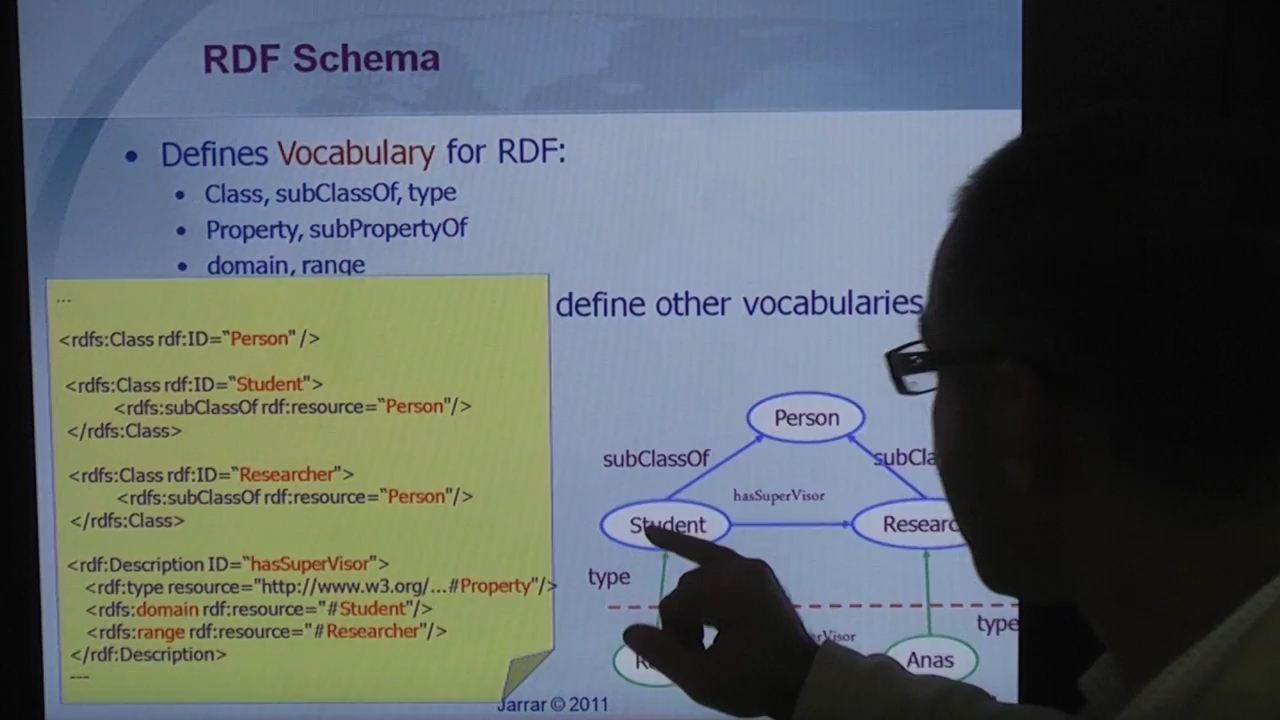 RDF Schema
• Defines Vocabulary for RDF:
• Class, subClassOf, type
• Property, subPropertyOf
• domain, range
define other vocabularies
...
<rdfs:Class rdf:ID="Person" />
<rdfs:Class rdf:ID="Student">
<rdfs:subClassOf rdf:resource="Person"/>
</rdfs:Class>
<rdfs:Class rdf:ID="Researcher">
<rdfs:subClassOf rdf:resource="Person"/>
</rdfs:Class>
<rdf:Description ID="hasSuperVisor">
<rdf:type resource="http://www.w3.org/...#Property"/>
<rdfs:domain rdf:resource="#Student"/>
<rdfs:range rdf:resource="#Researcher"/>
</rdf:Description>
---
Person
subClassOf
hasSuperVisor
Student
type
type
Anas
Jarrar © 2011